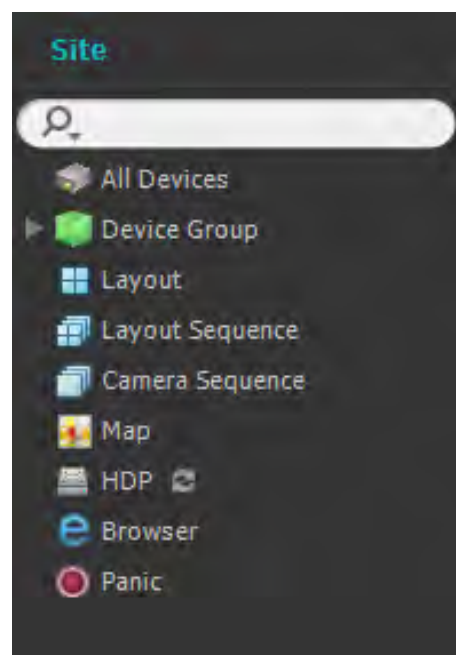 Site
All Devices
Device Group
Layout
Layout Sequence
Camera Sequence
Map
HDP
Browser
Panic